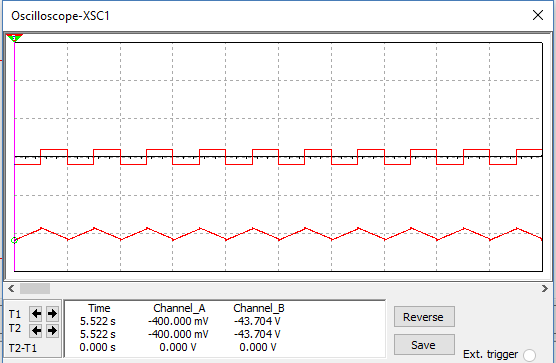 Oscilloscope-XSC1
T1
T2
T2-T1
Time Channel_A Channel_B
5.522 s -400.000 mV -43.704 V
5.522 s -400.000 mV -43.704 V
0.000 s 0.000 V 0.000 V
Reverse
Save
Ext. trigger